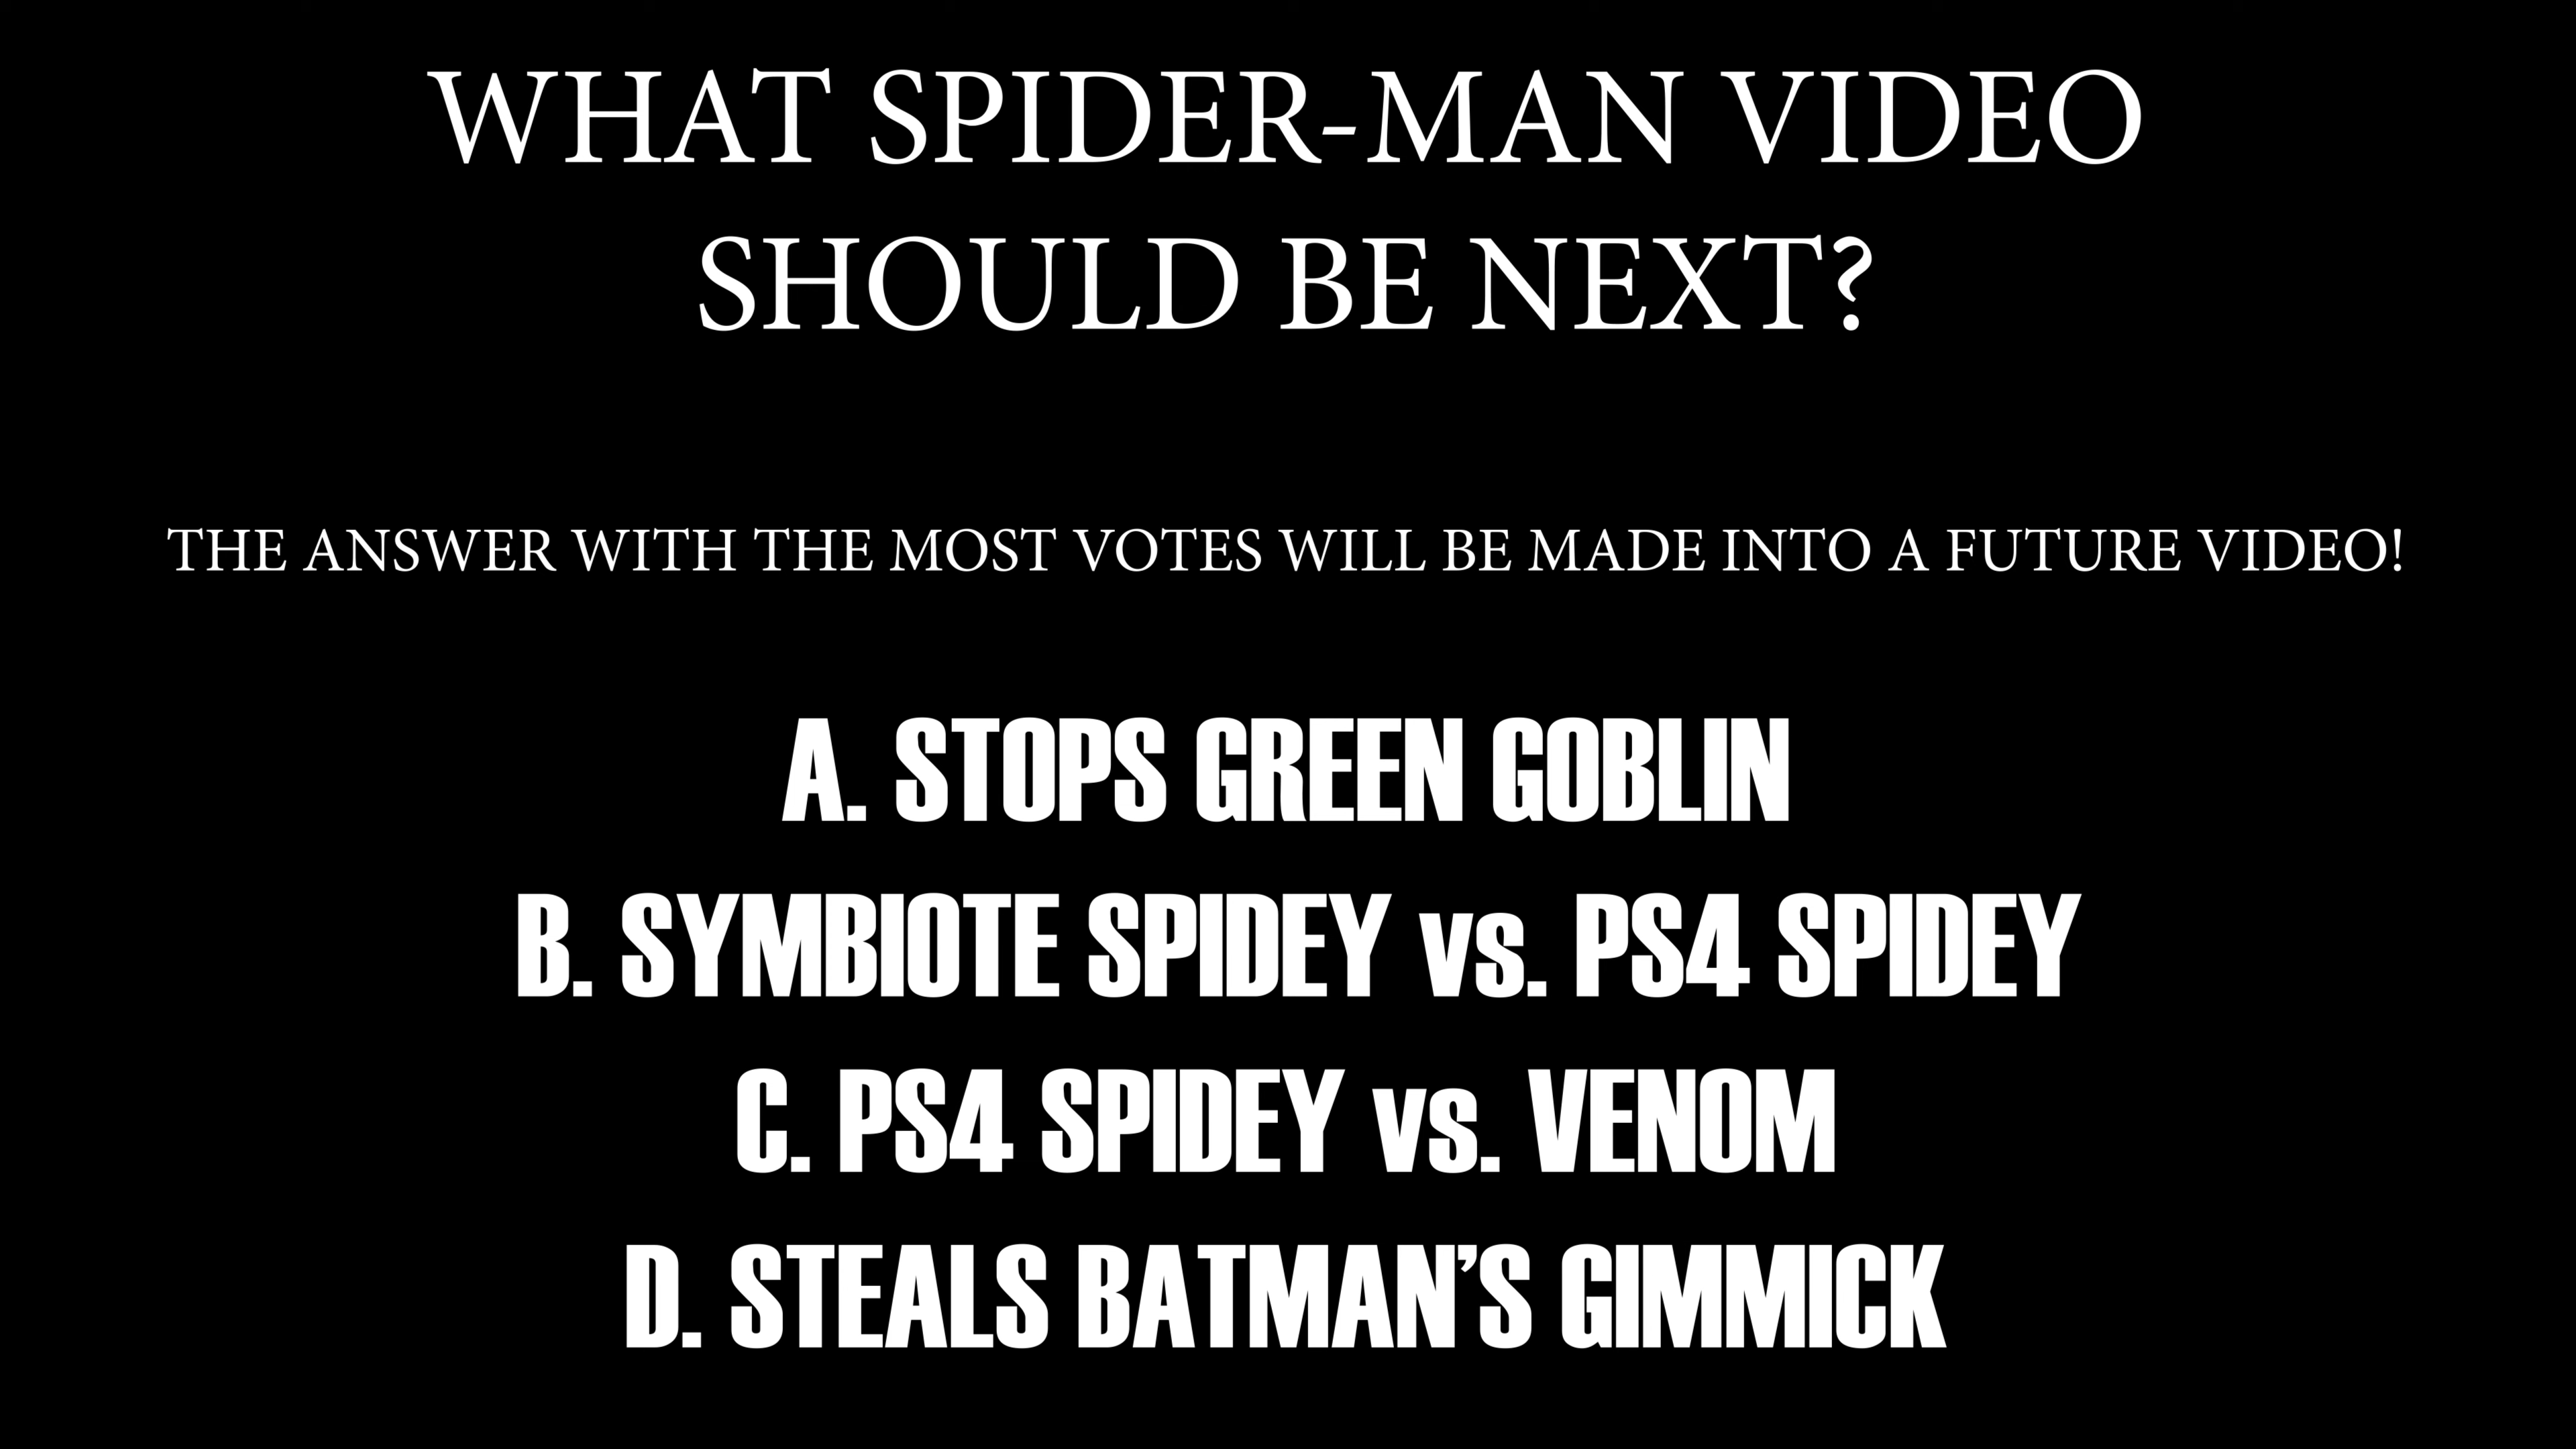 WHAT SPIDER-MAN VIDEO
SHOULD BE NEXT?
THE ANSWER WITH THE MOST VOTES WILL BE MADE INTO A FUTURE VIDEO!
A. STOPS GREEN GOBLIN
B. SYMBIOTE SPIDEY vs. PS4 SPIDEY
C. PS4 SPIDEY vs. VENOM
D. STEALS BATMAN’S GIMMICK